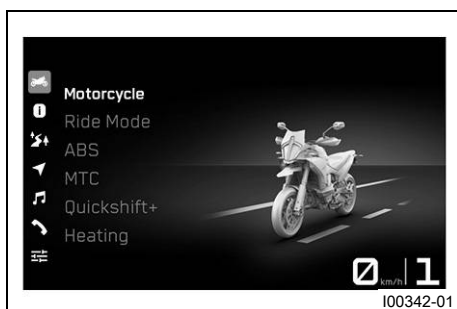 Motorcycle
Ride Mode
ABS
MTC
Quickshift+
Heating
0 km/h 1
I00342-01